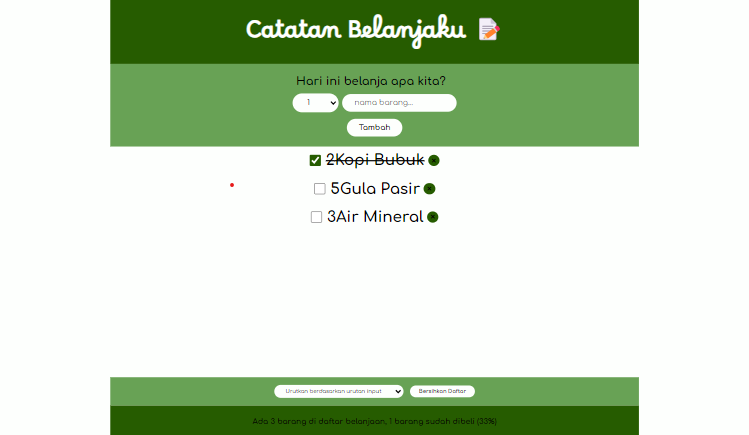 Catatan Belanjaku 📝
Hari ini belanja apa kita?
1 nama barang...
Tambah
2Kopi Bubuk
5Gula Pasir
3Air Mineral
Urutkan berdasarkan urutan input Bersihkan Daftar
Ada 3 barang di daftar belanjaan, 1 barang sudah dibeli (33%)